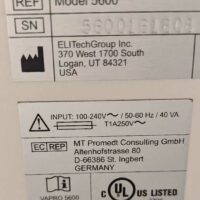 REF Model 5600
SN
ELITechGroup Inc.
370 West 1700 South
Logan, UT 84321
USA
INPUT: 100-240V~ / 50-60 Hz / 40 VA
T1A250V~
EC REP MT Promedt Consulting GmbH
Altenhofstrasse 80
D-66386 St. Ingbert
GERMANY
VAPRO 5600
c UL US LISTED